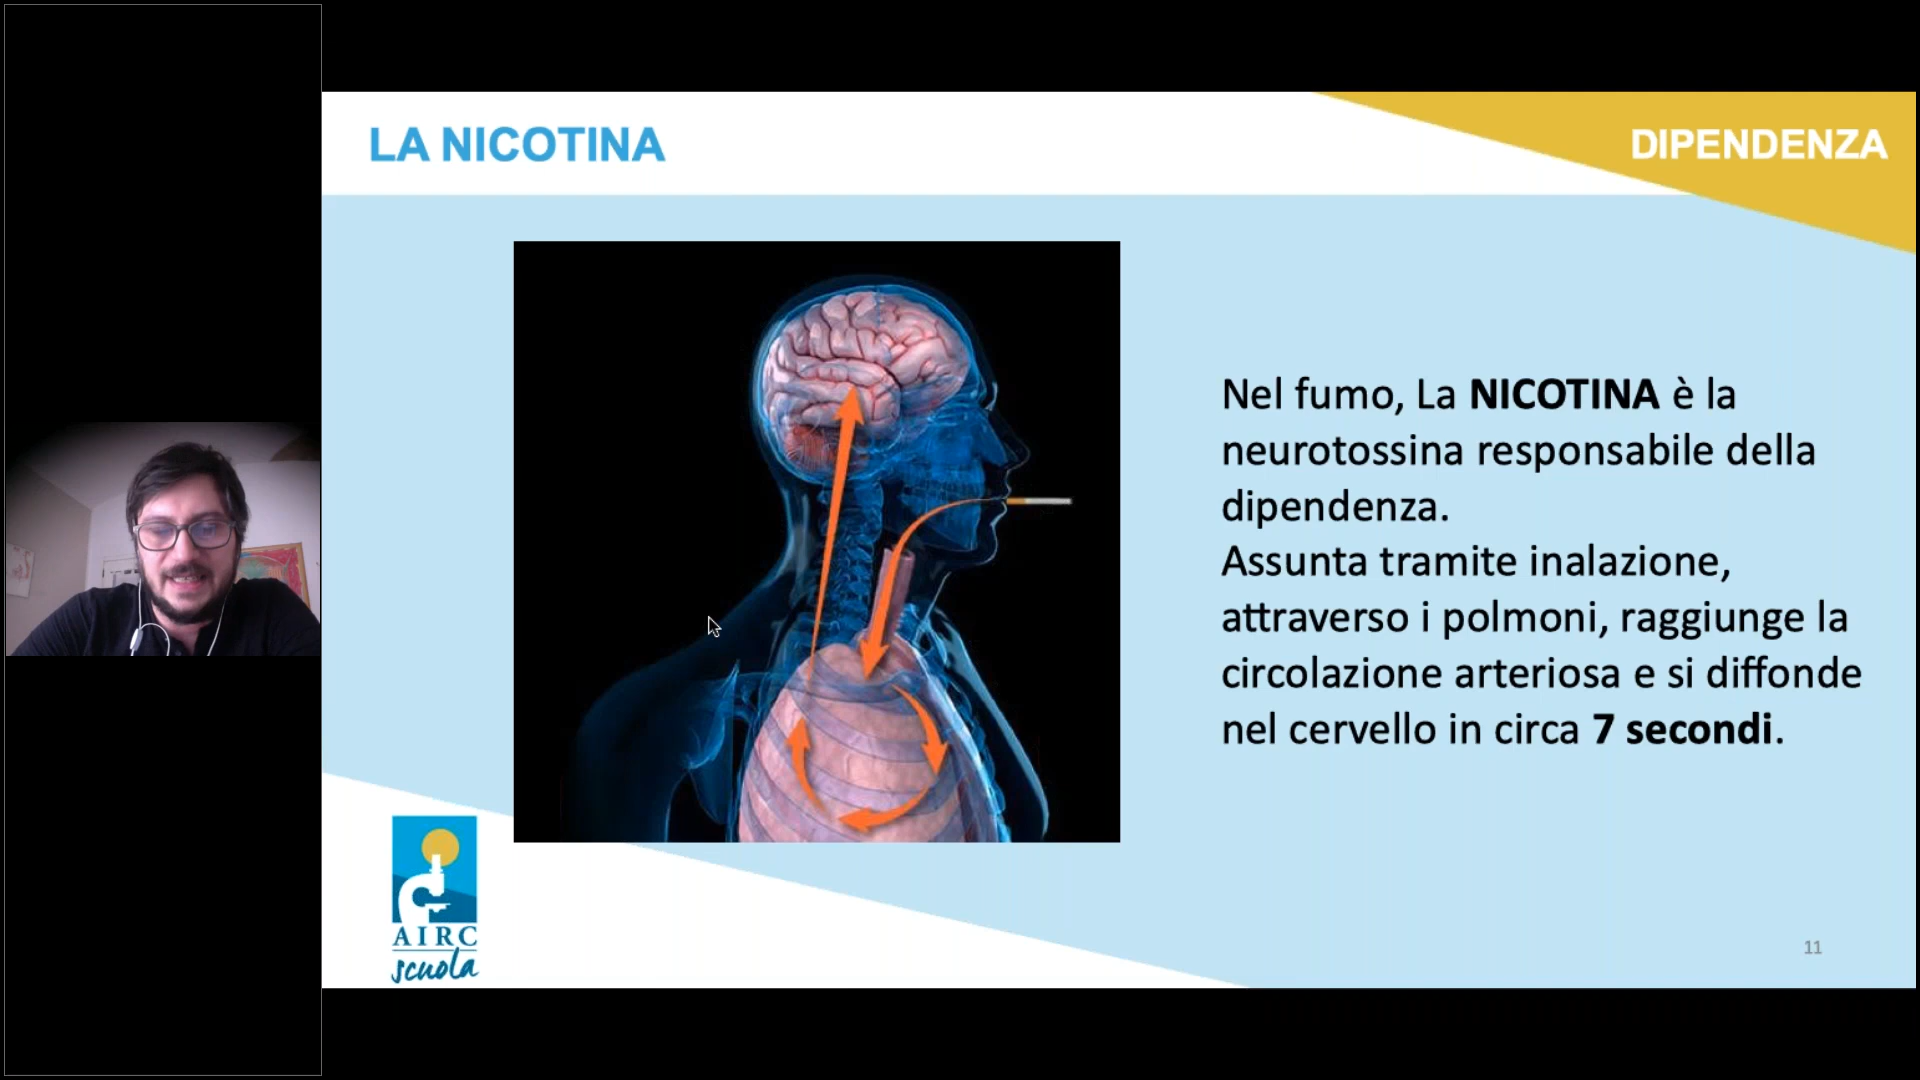 LA NICOTINA
DIPENDENZA
Nel fumo, La NICOTINA è la
neurotossina responsabile della
dipendenza.
Assunta tramite inalazione,
attraverso i polmoni, raggiunge la
circolazione arteriosa e si diffonde
nel cervello in circa 7 secondi.
AIRC
scuola
11